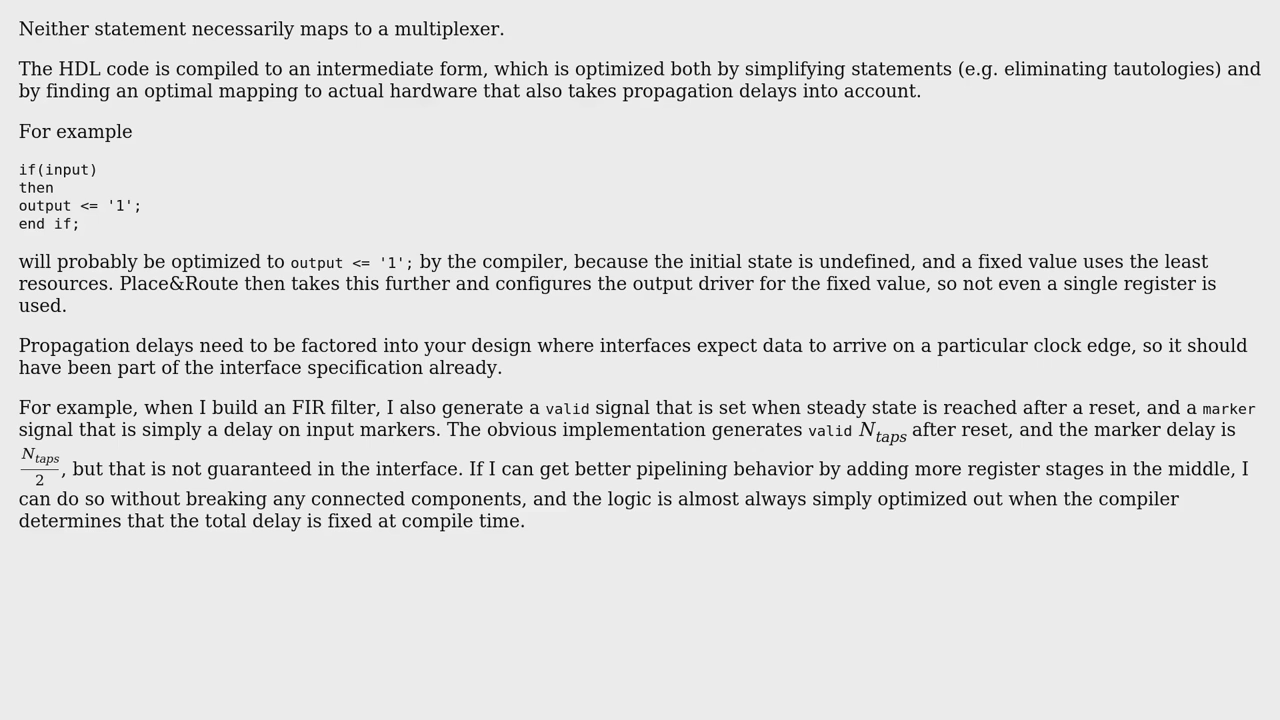 Neither statement necessarily maps to a multiplexer.
The HDL code is compiled to an intermediate form, which is optimized both by simplifying statements (e.g. eliminating tautologies) and
by finding an optimal mapping to actual hardware that also takes propagation delays into account.
For example
if(input)
then
output <= '1';
end if;
will probably be optimized to output <= '1'; by the compiler, because the initial state is undefined, and a fixed value uses the least
resources. Place&Route then takes this further and configures the output driver for the fixed value, so not even a single register is
used.
Propagation delays need to be factored into your design where interfaces expect data to arrive on a particular clock edge, so it should
have been part of the interface specification already.
For example, when I build an FIR filter, I also generate a valid signal that is set when steady state is reached after a reset, and a marker
signal that is simply a delay on input markers. The obvious implementation generates valid $N_{taps}$ after reset, and the marker delay is
$\frac{N_{taps}}{2}$, but that is not guaranteed in the interface. If I can get better pipelining behavior by adding more register stages in the middle, I
can do so without breaking any connected components, and the logic is almost always simply optimized out when the compiler
determines that the total delay is fixed at compile time.